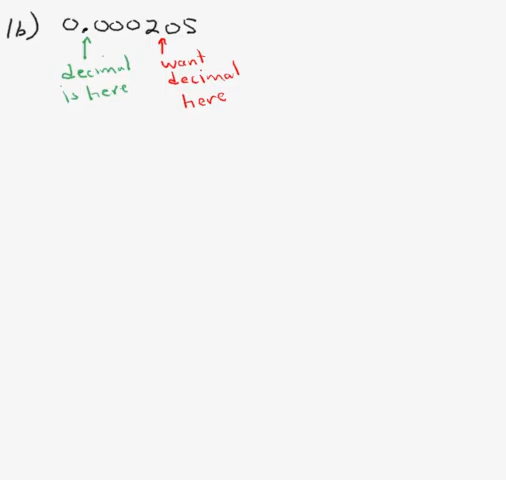 1b) 0.000205
decimal
is here
want
decimal
here